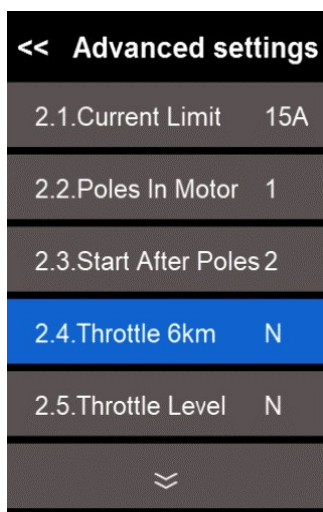 << Advanced settings
2.1.Current Limit 15A
2.2.Poles In Motor 1
2.3.Start After Poles 2
2.4.Throttle 6km N
2.5.Throttle Level N